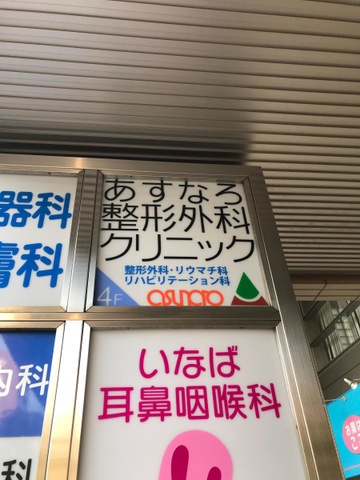 あすなろ
整形外科
クリニック
整形外科・リウマチ科
リハビリテーション科
4F
asunaro
器科
膚科
いなば
耳鼻咽喉科
内科
科